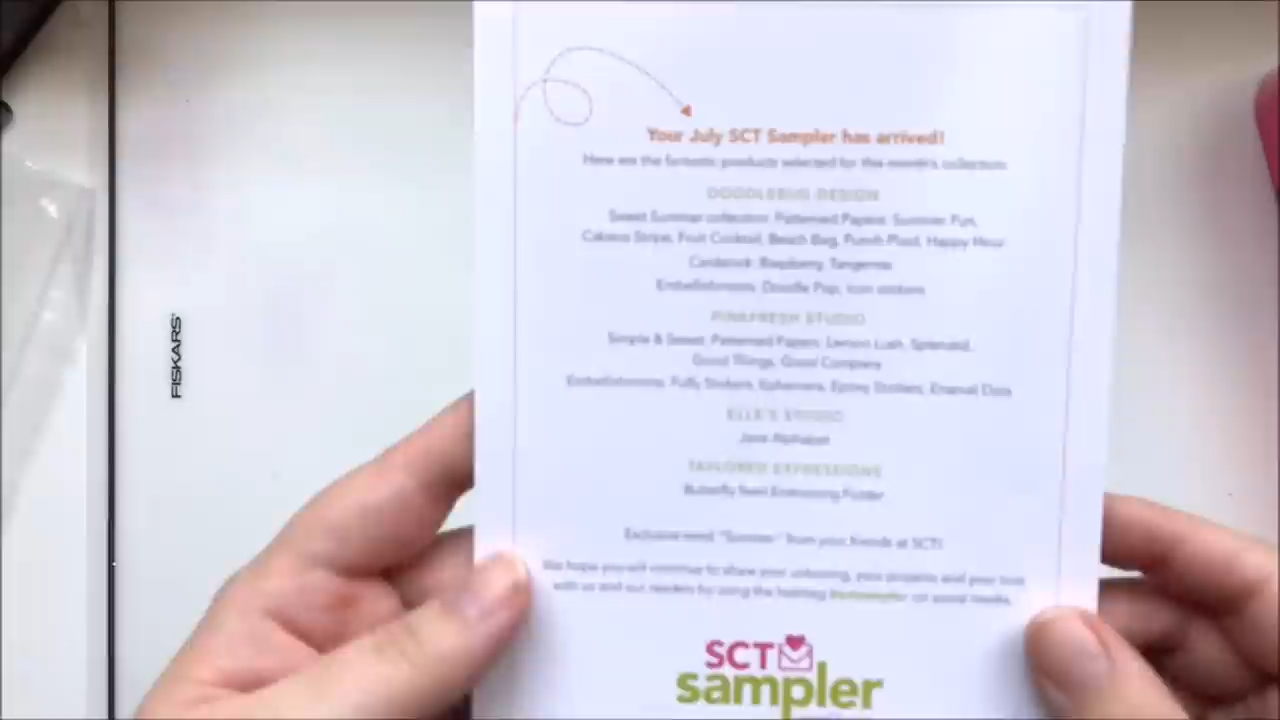 Your July SCT Sampler has arrived!
Here are the fantastic products selected for this month's collection:
DOODLEBUG DESIGN
Sweet Summer collection: Patterned Papers: Summer Fun,
Cabana Stripe, Fruit Cocktail, Beach Bag, Punch Plaid, Happy Hour
Cardstock: Raspberry, Tangerine
Embellishments: Doodle Pop, Icon stickers
PINKFRESH STUDIO
Simple & Sweet: Patterned Papers: Lemon Lush, Splendid,
Good Things, Good Company
Embellishments: Puffy Stickers, Ephemera, Epoxy Stickers, Enamel Dots
ELLE'S STUDIO
Alphabet
TAYLORED EXPRESSIONS
Butterfly Embossing Folder
Exclusive "Summer" from your friends at SCT!
We hope you will continue to share your unboxing, your projects and your love
with us and our readers by using the hashtag #sctsampler on social media.
SCT
sampler
FISKARS